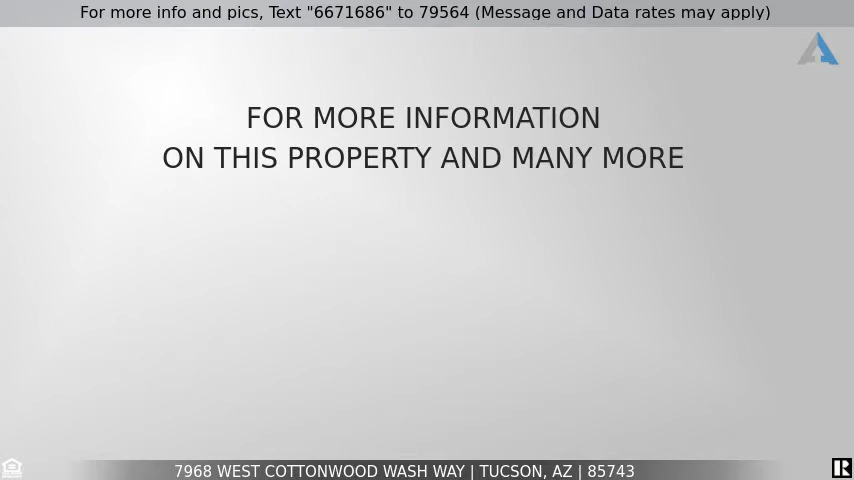 For more info and pics, Text "6671686" to 79564 (Message and Data rates may apply)
FOR MORE INFORMATION
ON THIS PROPERTY AND MANY MORE
7968 WEST COTTONWOOD WASH WAY | TUCSON, AZ | 85743